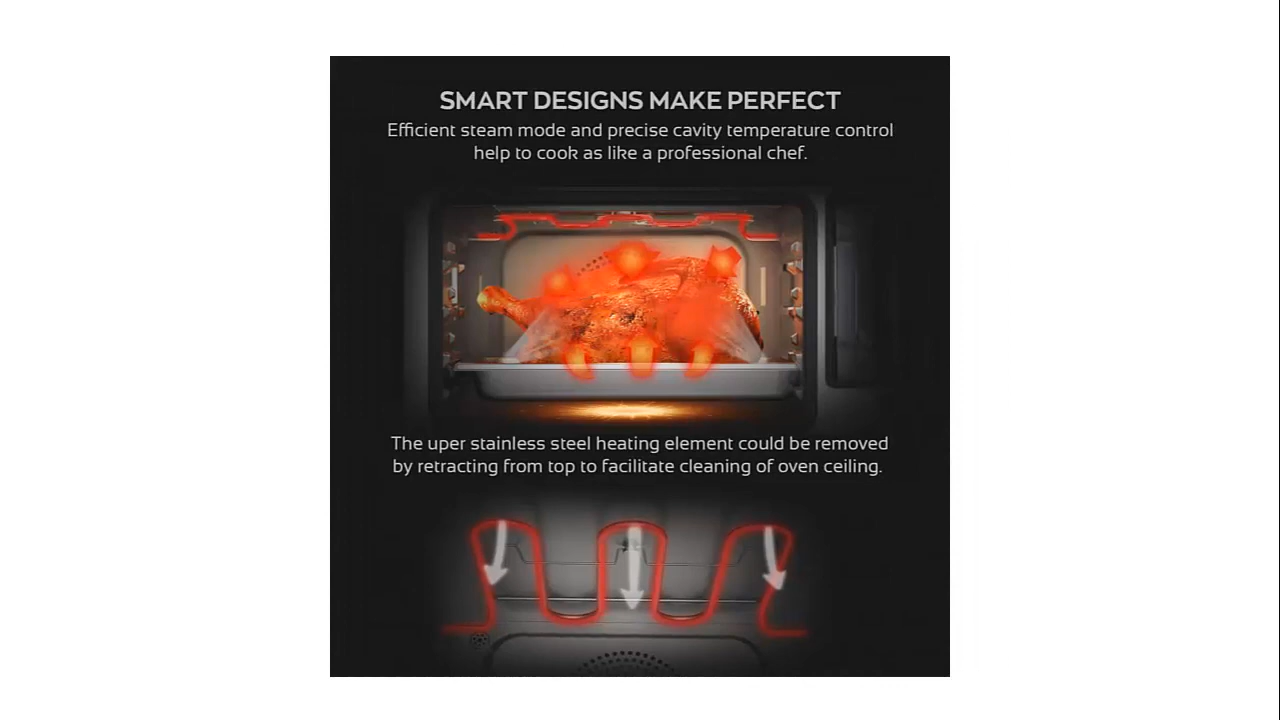 SMART DESIGNS MAKE PERFECT
Efficient steam mode and precise cavity temperature control
help to cook as like a professional chef.
The uper stainless steel heating element could be removed
by retracting from top to facilitate cleaning of oven ceiling.